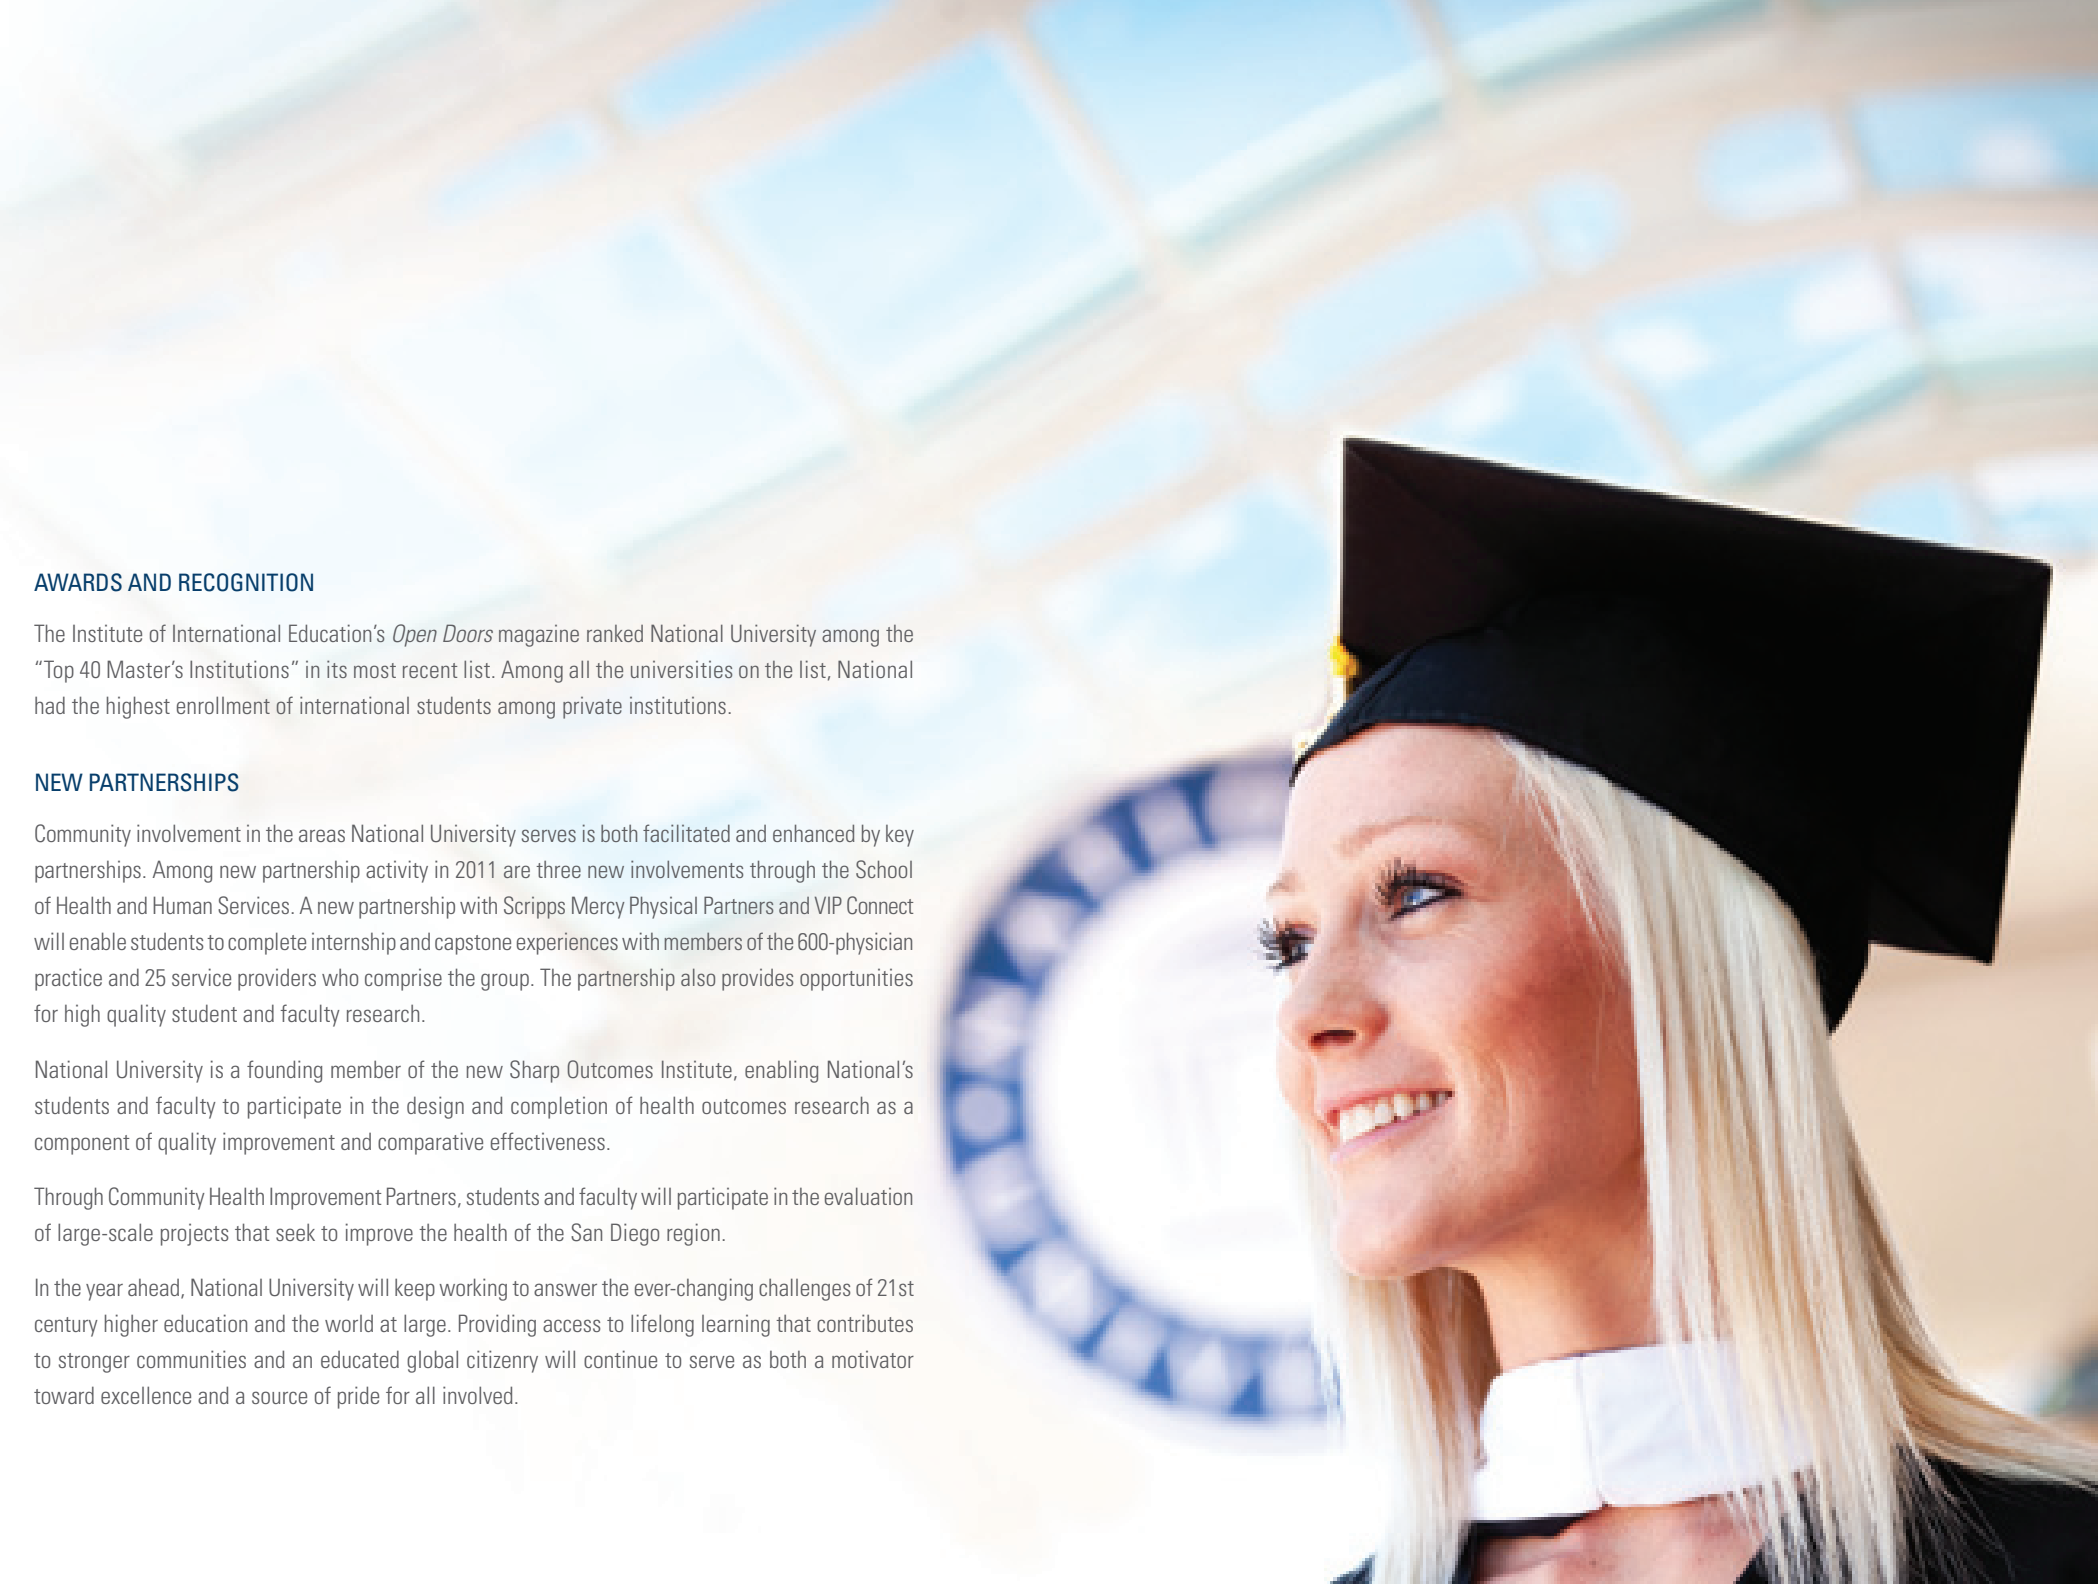 AWARDS AND RECOGNITION
The Institute of International Education’s Open Doors magazine ranked National University among the
“Top 40 Master’s Institutions” in its most recent list. Among all the universities on the list, National
had the highest enrollment of international students among private institutions.
NEW PARTNERSHIPS
Community involvement in the areas National University serves is both facilitated and enhanced by key
partnerships. Among new partnership activity in 2011 are three new involvements through the School
of Health and Human Services. A new partnership with Scripps Mercy Physical Partners and VIP Connect
will enable students to complete internship and capstone experiences with members of the 600-physician
practice and 25 service providers who comprise the group. The partnership also provides opportunities
for high quality student and faculty research.
National University is a founding member of the new Sharp Outcomes Institute, enabling National’s
students and faculty to participate in the design and completion of health outcomes research as a
component of quality improvement and comparative effectiveness.
Through Community Health Improvement Partners, students and faculty will participate in the evaluation
of large-scale projects that seek to improve the health of the San Diego region.
In the year ahead, National University will keep working to answer the ever-changing challenges of 21st
century higher education and the world at large. Providing access to lifelong learning that contributes
to stronger communities and an educated global citizenry will continue to serve as both a motivator
toward excellence and a source of pride for all involved.